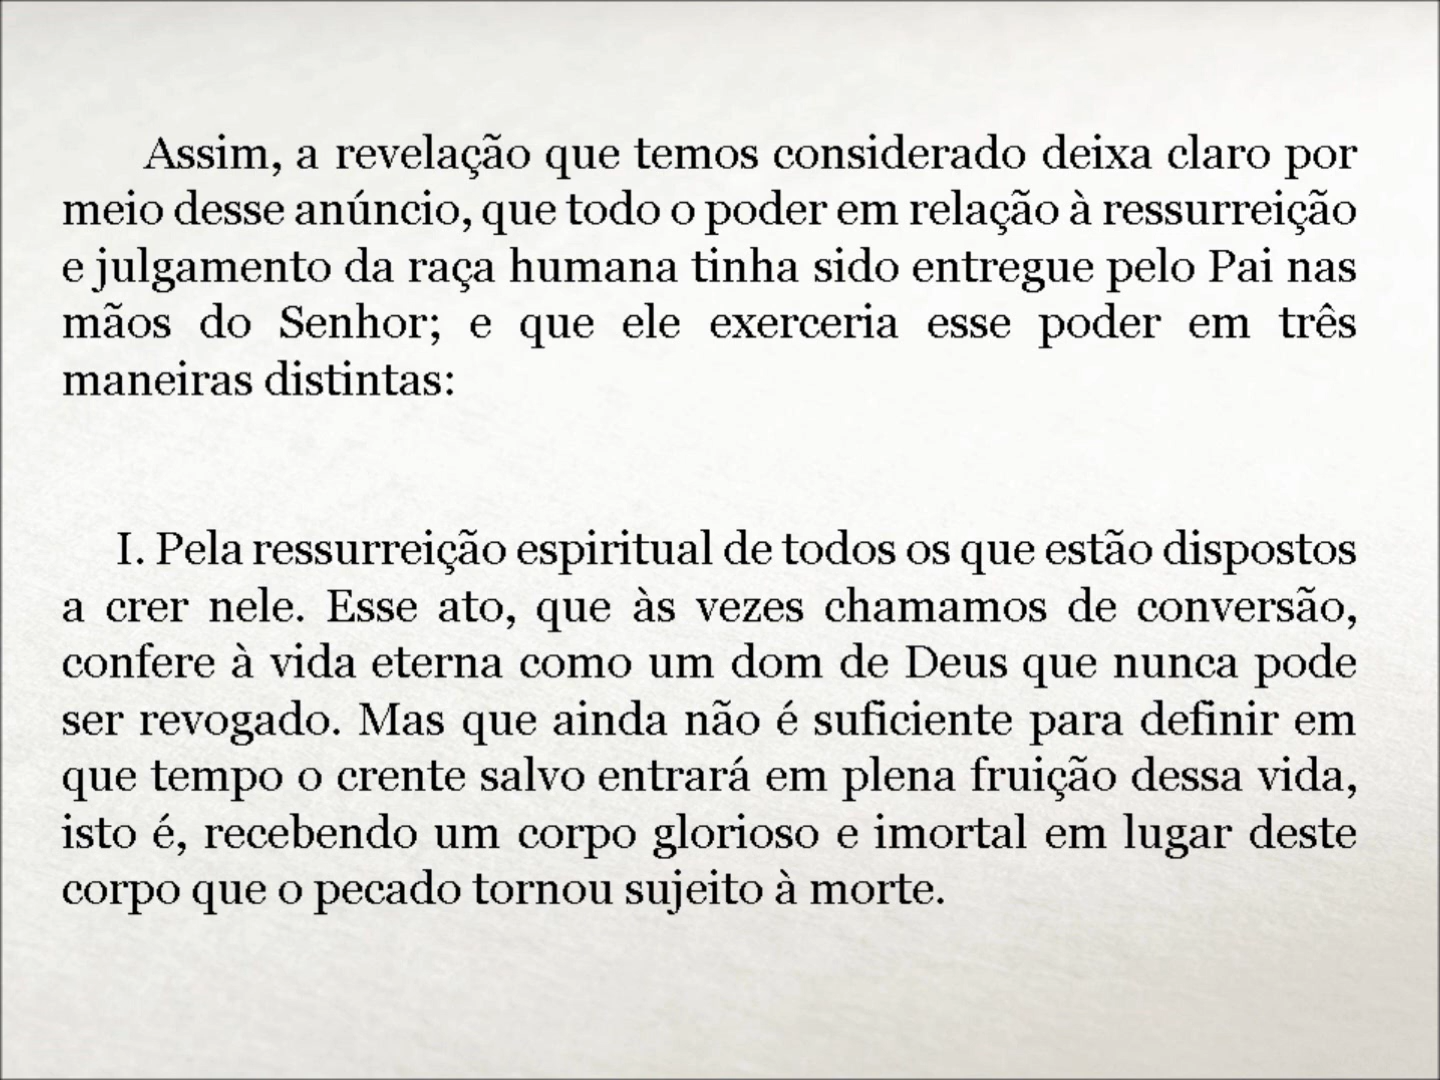 Assim, a revelação que temos considerado deixa claro por
meio desse anúncio, que todo o poder em relação à ressurreição
e julgamento da raça humana tinha sido entregue pelo Pai nas
mãos do Senhor; e que ele exerceria esse poder em três
maneiras distintas:
I. Pela ressurreição espiritual de todos os que estão dispostos
a crer nele. Esse ato, que às vezes chamamos de conversão,
confere à vida eterna como um dom de Deus que nunca pode
ser revogado. Mas que ainda não é suficiente para definir em
que tempo o crente salvo entrará em plena fruição dessa vida,
isto é, recebendo um corpo glorioso e imortal em lugar deste
corpo que o pecado tornou sujeito à morte.